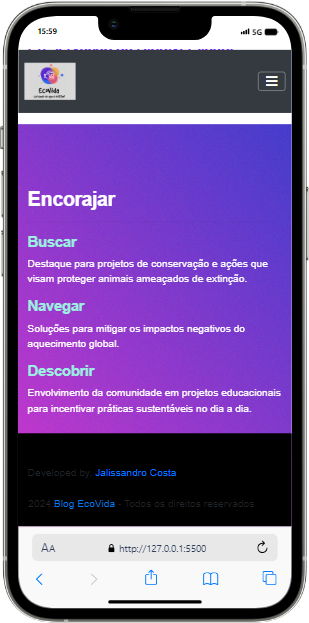 15:59
5G
EcoVida
Encorajar
Buscar
Destaque para projetos de conservação e ações que
visam proteger animais ameaçados de extinção.
Navegar
Soluções para mitigar os impactos negativos do
aquecimento global.
Descobrir
Envolvimento da comunidade em projetos educacionais
para incentivar práticas sustentáveis no dia a dia.
Developed by: Jalissandro Costa
2024 Blog EcoVida - Todos os direitos reservados
AA http://127.0.0.1:5500